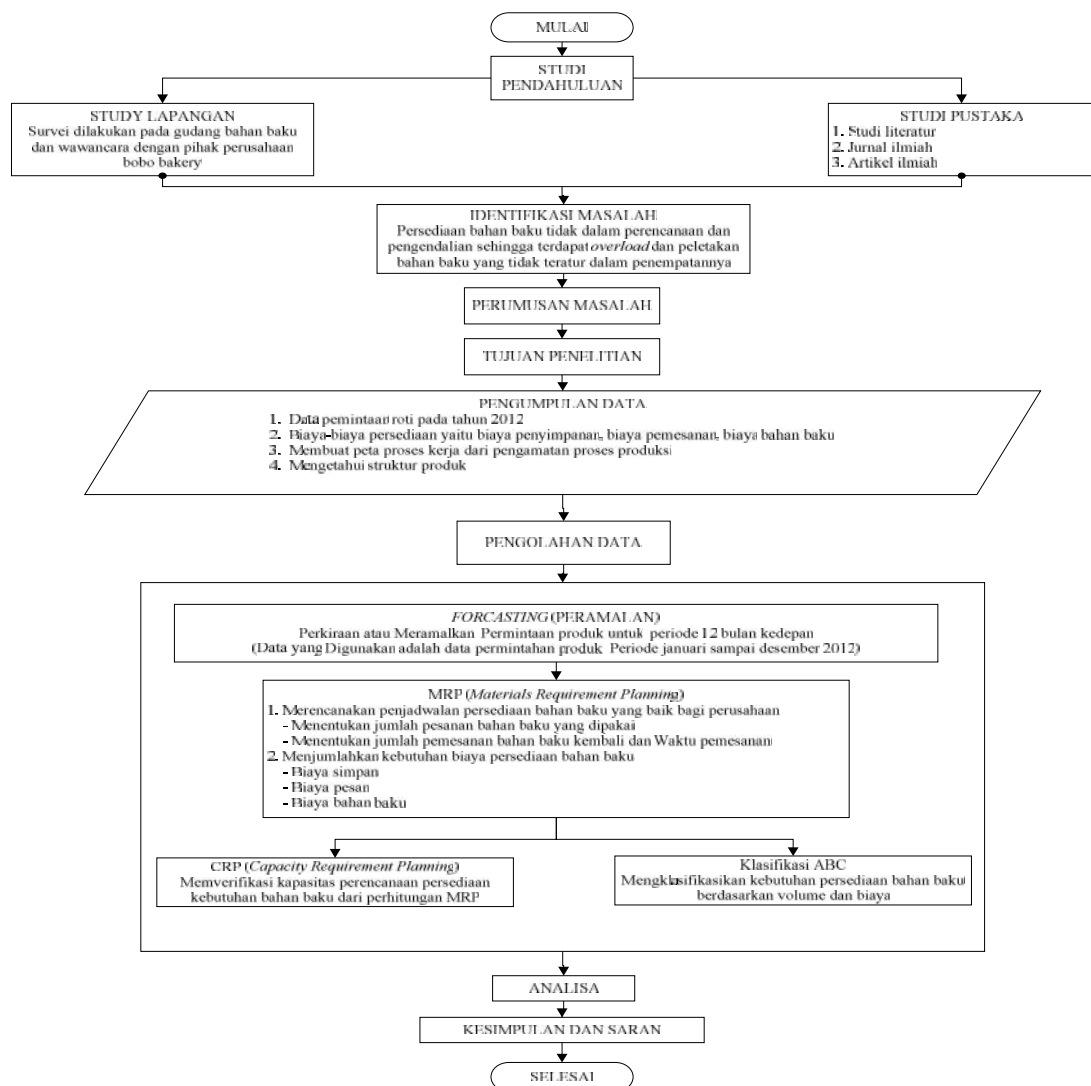 MULAI
STUDI
PENDAHULUAN
STUDY LAPANGAN
Survei dilakukan pada gudang bahan baku
dan wawancara dengan pihak perusahaan
bobo bakery
STUDI PUSTAKA
1. Studi literatur
2. Jurnal ilmiah
3. Artikel ilmiah
IDENTIFIKASI MASALAH
Persediaan bahan baku tidak dalam perencanaan dan
pengendalian sehingga terdapat overload dan peletakan
bahan baku yang tidak teratur dalam penempatannya
PERUMUSAN MASALAH
TUJUAN PENELITIAN
PENGUMPULAN DATA
1. Data pemintaan roti pada tahun 2012
2. Biaya-biaya persediaan yaitu biaya penyimpanan, biaya pemesanan, biaya bahan baku
3. Membuat peta proses kerja dari pengamatan proses produksi
4. Mengetahui struktur produk
PENGOLAHAN DATA
FORCASTING (PERAMALAN)
Perkiraan atau Meramalkan Permintaan produk untuk periode 12 bulan kedepan
(Data yang Digunakan adalah data permintahan produk Periode januari sampai desember 2012)
MRP (Materials Requirement Planning)
1. Merencanakan penjadwalan persediaan bahan baku yang baik bagi perusahaan
- Menentukan jumlah pesanan bahan baku yang dipakai
- Menentukan jumlah pemesanan bahan baku kembali dan Waktu pemesanan
2. Menjumlahkan kebutuhan biaya persediaan bahan baku
- Biaya simpan
- Biaya pesan
- Biaya bahan baku
CRP (Capacity Requirement Planning)
Memverifikasi kapasitas perencanaan persediaan
kebutuhan bahan baku dari perhitungan MRP
Klasifikasi ABC
Mengklasifikasikan kebutuhan persediaan bahan baku
berdasarkan volume dan biaya
ANALISA
KESIMPULAN DAN SARAN
SELESAI